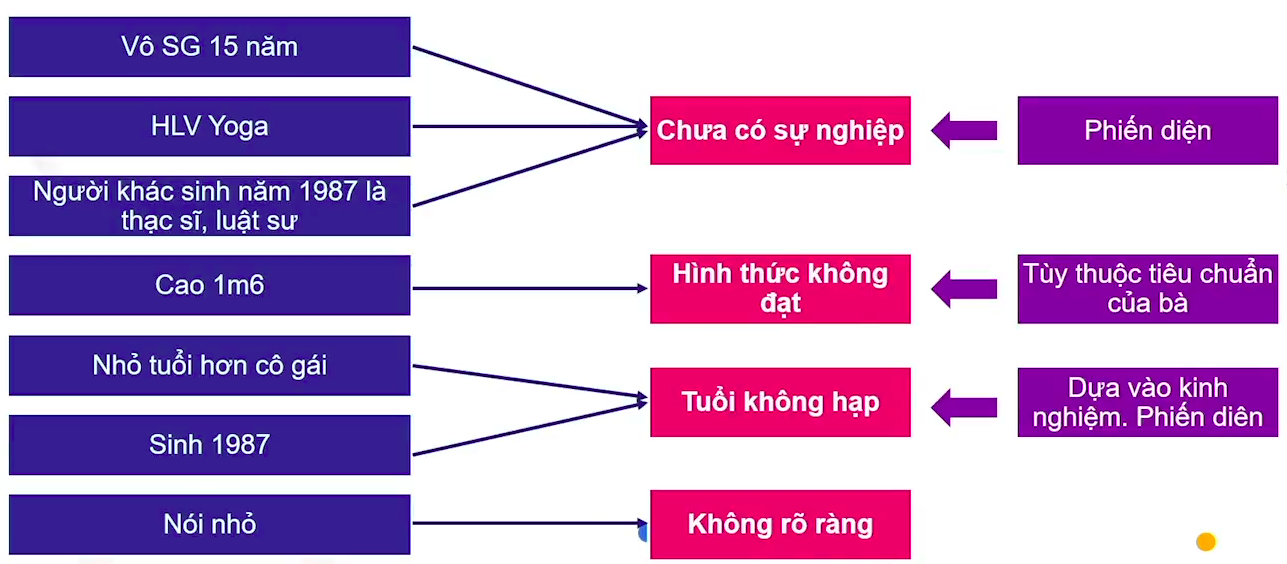 Vô SG 15 năm
HLV Yoga
Người khác sinh năm 1987 là
thạc sĩ, luật sư
Cao 1m6
Nhỏ tuổi hơn cô gái
Sinh 1987
Nói nhỏ
Chưa có sự nghiệp
Hình thức không
đạt
Tuổi không hạp
Không rõ ràng
Phiến diện
Tùy thuộc tiêu chuẩn
của bà
Dựa vào kinh
nghiệm. Phiến diên